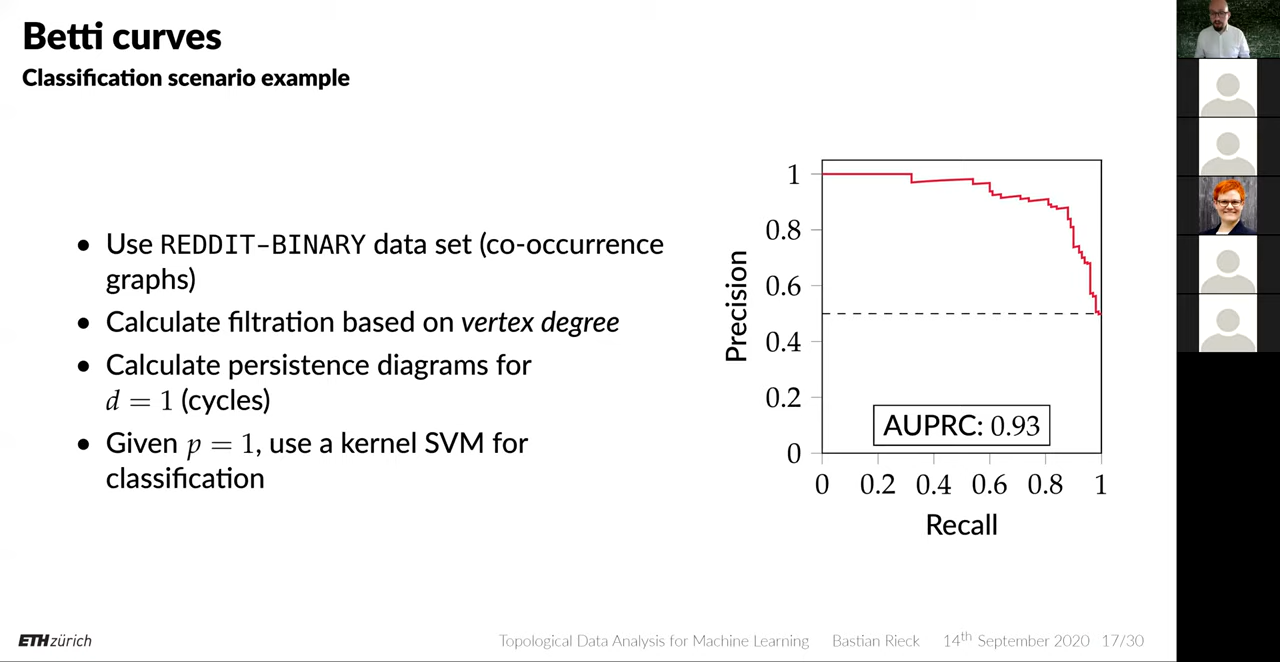 Betti curves
Classification scenario example
• Use REDDIT-BINARY data set (co-occurrence
graphs)
• Calculate filtration based on vertex degree
• Calculate persistence diagrams for
d = 1 (cycles)
• Given p = 1, use a kernel SVM for
classification
Precision
1
0.8
0.6
0.4
0.2
0
AUPRC: 0.93
0 0.2 0.4 0.6 0.8 1
Recall
ETH zürich
Topological Data Analysis for Machine Learning Bastian Rieck 14th September 2020 17/30